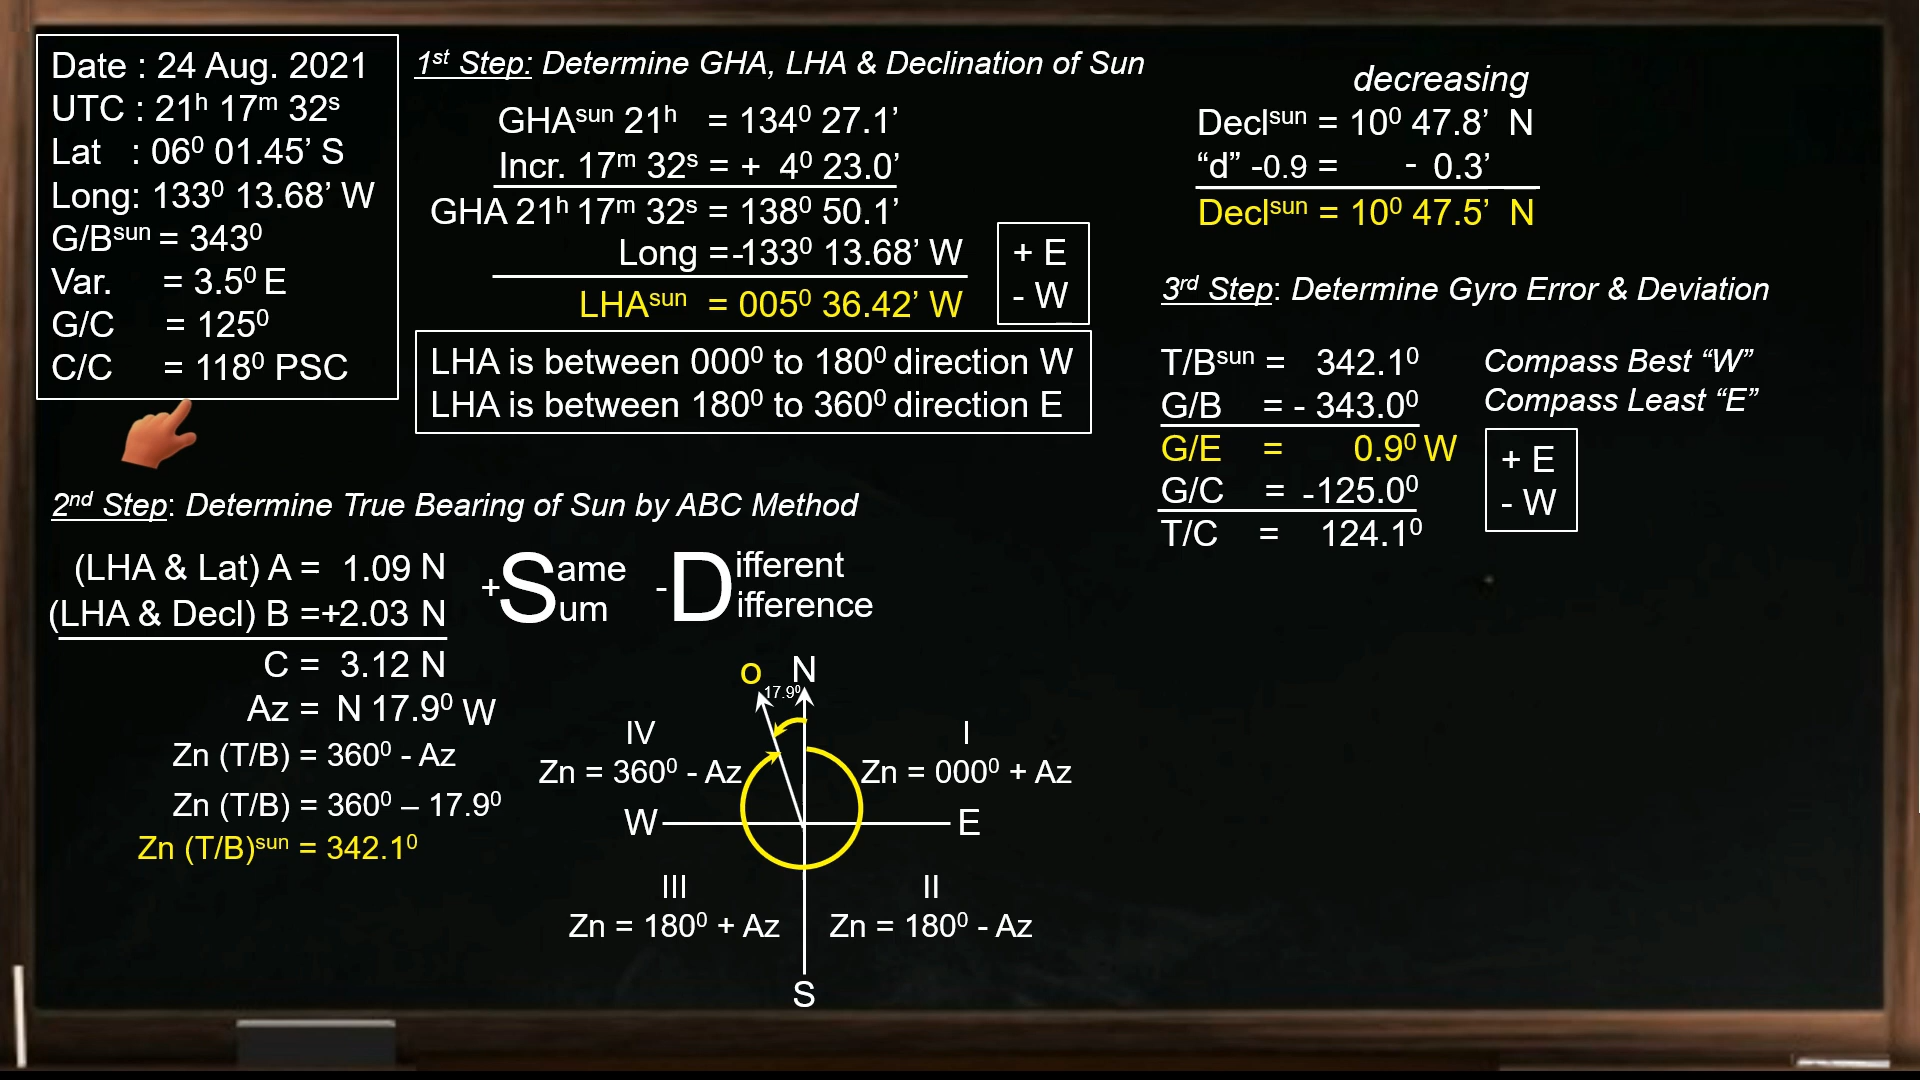 Date : 24 Aug. 2021
UTC : 21ʰ 17ᵐ 32ˢ
Lat : 06⁰ 01.45’ S
Long: 133⁰ 13.68’ W
G/Bˢᵘⁿ = 343⁰
Var. = 3.5⁰ E
G/C = 125⁰
C/C = 118⁰ PSC
1ˢᵗ Step: Determine GHA, LHA & Declination of Sun
GHAˢᵘⁿ 21ʰ = 134⁰ 27.1’
Incr. 17ᵐ 32ˢ = + 4⁰ 23.0’
GHA 21ʰ 17ᵐ 32ˢ = 138⁰ 50.1’
Long =-133⁰ 13.68’ W
LHAˢᵘⁿ = 005⁰ 36.42’ W
+ E
- W
LHA is between 000⁰ to 180⁰ direction W
LHA is between 180⁰ to 360⁰ direction E
decreasing
Declˢᵘⁿ = 10⁰ 47.8’ N
“d” -0.9 = - 0.3’
Declˢᵘⁿ = 10⁰ 47.5’ N
2ⁿᵈ Step: Determine True Bearing of Sun by ABC Method
(LHA & Lat) A = 1.09 N
(LHA & Decl) B =+2.03 N
C = 3.12 N
Az = N 17.9⁰ W
Zn (T/B) = 360⁰ - Az
Zn (T/B) = 360⁰ – 17.9⁰
Zn (T/B)ˢᵘⁿ = 342.1⁰
+Same
Sum
-Different
Difference
O N
17.9⁰
IV I
Zn = 360⁰ - Az Zn = 000⁰ + Az
W E
III II
Zn = 180⁰ + Az Zn = 180⁰ - Az
S
3ʳᵈ Step: Determine Gyro Error & Deviation
T/Bˢᵘⁿ = 342.1⁰
G/B = - 343.0⁰
G/E = 0.9⁰ W
G/C = -125.0⁰
T/C = 124.1⁰
Compass Best “W”
Compass Least “E”
+ E
- W